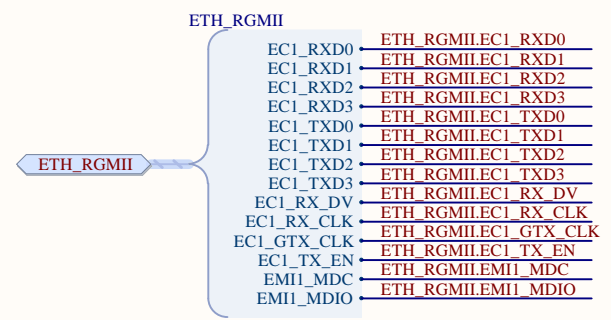 ETH_RGMII
EC1_RXD0 ETH_RGMII.EC1_RXD0
EC1_RXD1 ETH_RGMII.EC1_RXD1
EC1_RXD2 ETH_RGMII.EC1_RXD2
EC1_RXD3 ETH_RGMII.EC1_RXD3
EC1_TXD0 ETH_RGMII.EC1_TXD0
EC1_TXD1 ETH_RGMII.EC1_TXD1
ETH_RGMII EC1_TXD2 ETH_RGMII.EC1_TXD2
EC1_TXD3 ETH_RGMII.EC1_TXD3
EC1_RX_DV ETH_RGMII.EC1_RX_DV
EC1_RX_CLK ETH_RGMII.EC1_RX_CLK
EC1_GTX_CLK ETH_RGMII.EC1_GTX_CLK
EC1_TX_EN ETH_RGMII.EC1_TX_EN
EMI1_MDC ETH_RGMII.EMI1_MDC
EMI1_MDIO ETH_RGMII.EMI1_MDIO